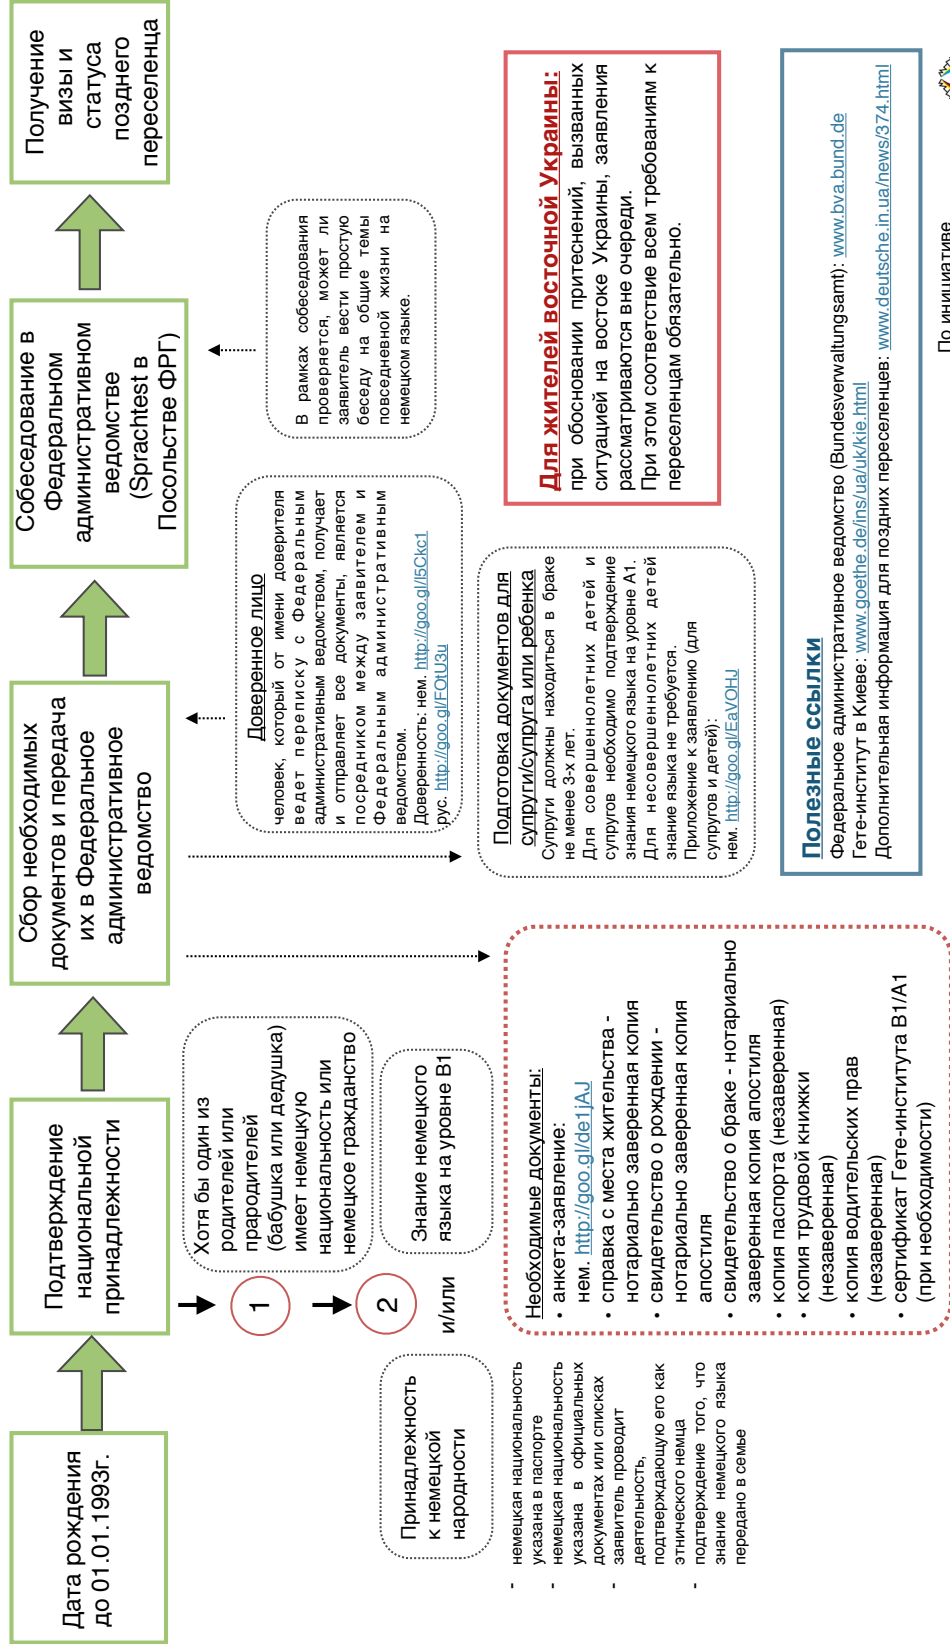 Дата рождения
до 01.01.1993г.
Подтверждение
национальной
принадлежности
Сбор необходимых
документов и передача
их в Федеральное
административное
ведомство
Собеседование в
Федеральном
административном
ведомстве
(Sprachtest в
Посольстве ФРГ)
Получение
визы и
статуса
позднего
переселенца
1
Хотя бы один из
родителей или
прародителей
(бабушка или дедушка)
имеет немецкую
национальность или
немецкое гражданство
2
Принадлежность
к немецкой
народности
и/или
Знание немецкого
языка на уровне B1
- немецкая национальность
указана в паспорте
- немецкая национальность
указана в официальных
документах или списках
- заявитель проводит
деятельность,
подтверждающую его как
этнического немца
- подтверждение того, что
знание немецкого языка
передано в семье
Необходимые документы:
• анкета-заявление:
нем. http://goo.gl/de1jAJ
• справка с места жительства -
нотариально заверенная копия
• свидетельство о рождении -
нотариально заверенная копия
апостиля
• свидетельство о браке - нотариально
заверенная копия апостиля
• копия паспорта (незаверенная)
• копия трудовой книжки
(незаверенная)
• копия водительских прав
(незаверенная)
• сертификат Гете-института B1/A1
(при необходимости)
Доверенное лицо
человек, который от имени доверителя
ведет переписку с Федеральным
административным ведомством, получает
и отправляет все документы, является
посредником между заявителем и
Федеральным административным
ведомством.
Доверенность: нем. http://goo.gl/I5Ckc1
рус. http://goo.gl/FOtU3u
Подготовка документов для
супруги/супруга или ребенка
Супруги должны находиться в браке
не менее 3-х лет.
Для совершеннолетних детей и
супругов необходимо подтверждение
знания немецкого языка на уровне A1.
Для несовершеннолетних детей
знание языка не требуется.
Приложение к заявлению (для
супругов и детей):
нем. http://goo.gl/EaVOHJ
В рамках собеседования
проверяется, может ли
заявитель вести простую
беседу на общие темы
повседневной жизни на
немецком языке.
Для жителей восточной Украины:
при обосновании притеснений, вызванных
ситуацией на востоке Украины, заявления
рассматриваются вне очереди.
При этом соответствие всем требованиям к
переселенцам обязательно.
Полезные ссылки
Федеральное административное ведомство (Bundesverwaltungsamt): www.bva.bund.de
Гете-институт в Киеве: www.goethe.de/ins/ua/uk/kie.html
Дополнительная информация для поздних переселенцев: www.deutsche.in.ua/news/374.html
По инициативе